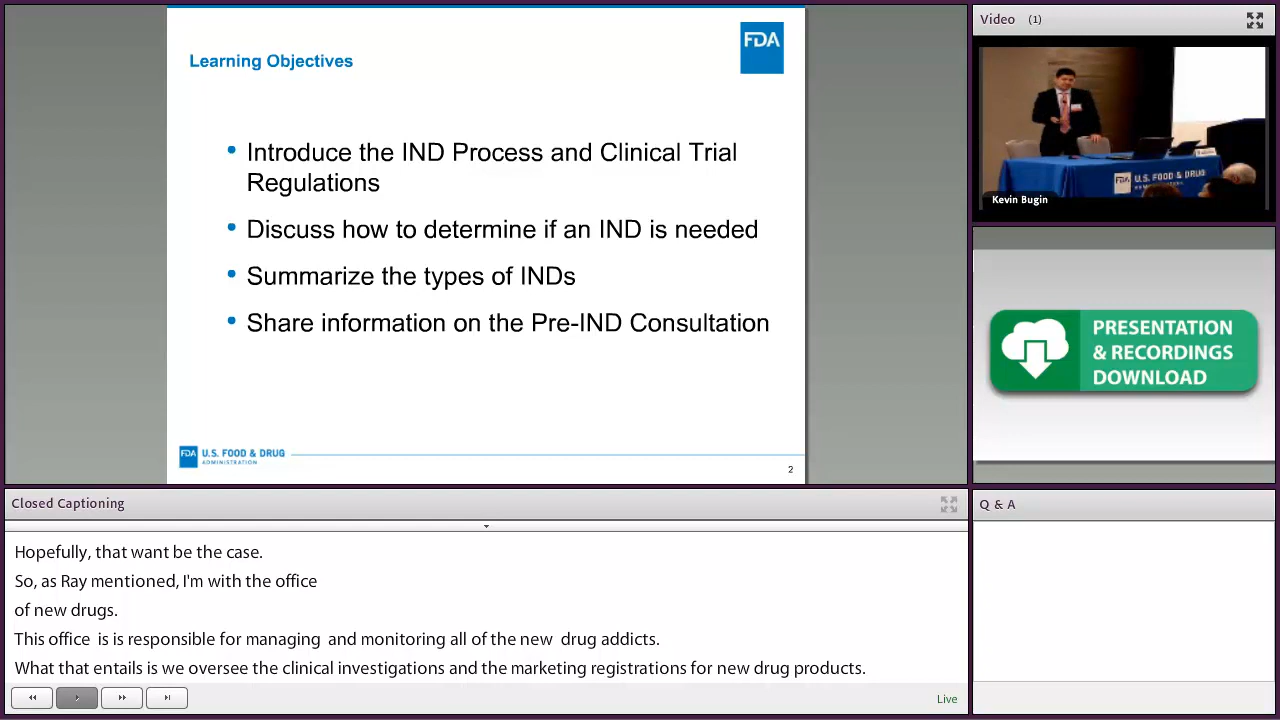 Learning Objectives
FDA
• Introduce the IND Process and Clinical Trial
Regulations
• Discuss how to determine if an IND is needed
• Summarize the types of INDs
• Share information on the Pre-IND Consultation
FDA U.S. FOOD & DRUG
ADMINISTRATION
2
Video (1)
FDA U.S. FOOD & DRUG
Kevin Bugin
PRESENTATION
& RECORDINGS
DOWNLOAD
Closed Captioning
Hopefully, that want be the case.
So, as Ray mentioned, I'm with the office
of new drugs.
This office is is responsible for managing and monitoring all of the new drug addicts.
What that entails is we oversee the clinical investigations and the marketing registrations for new drug products.
Live
Q & A